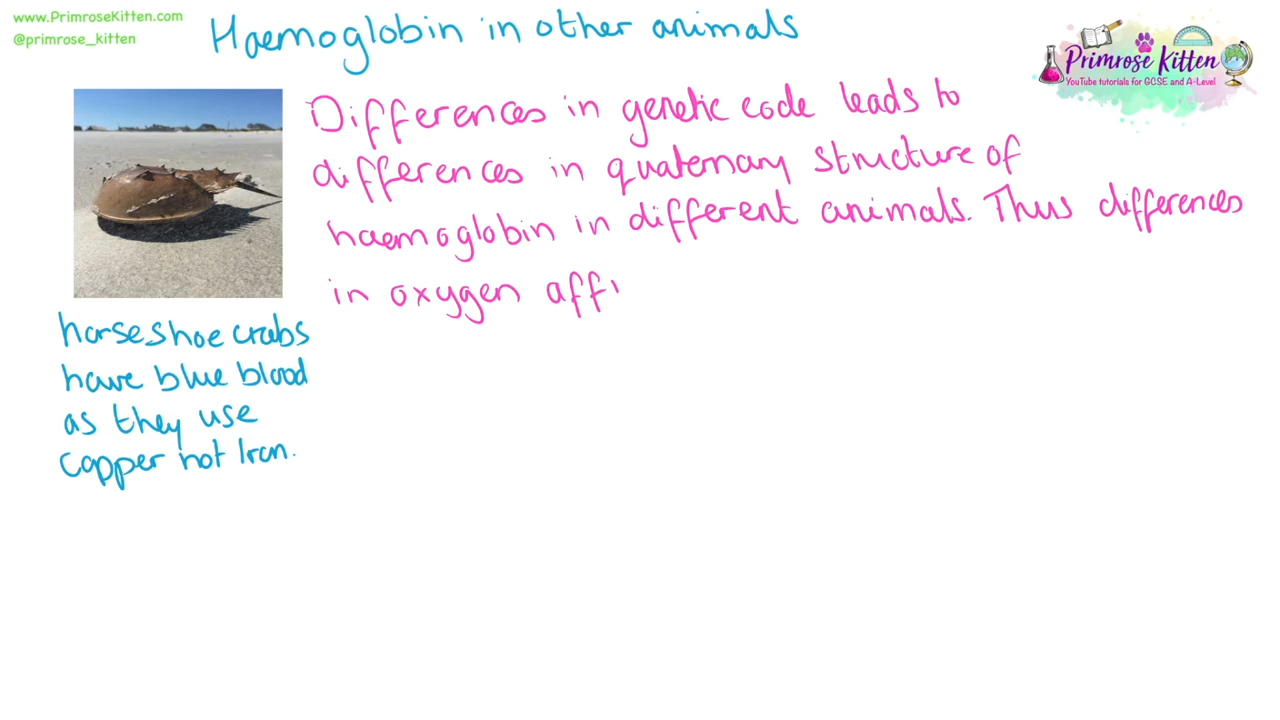 www.PrimroseKitten.com
@primrose_kitten
Haemoglobin in other animals
Primrose Kitten
YouTube tutorials for GCSE and A-Level
Differences in genetic code leads to
differences in quaternary structure of
haemoglobin in different animals. Thus differences
in oxygen affi
horseshoe crabs
have blue blood
as they use
copper not Iron.